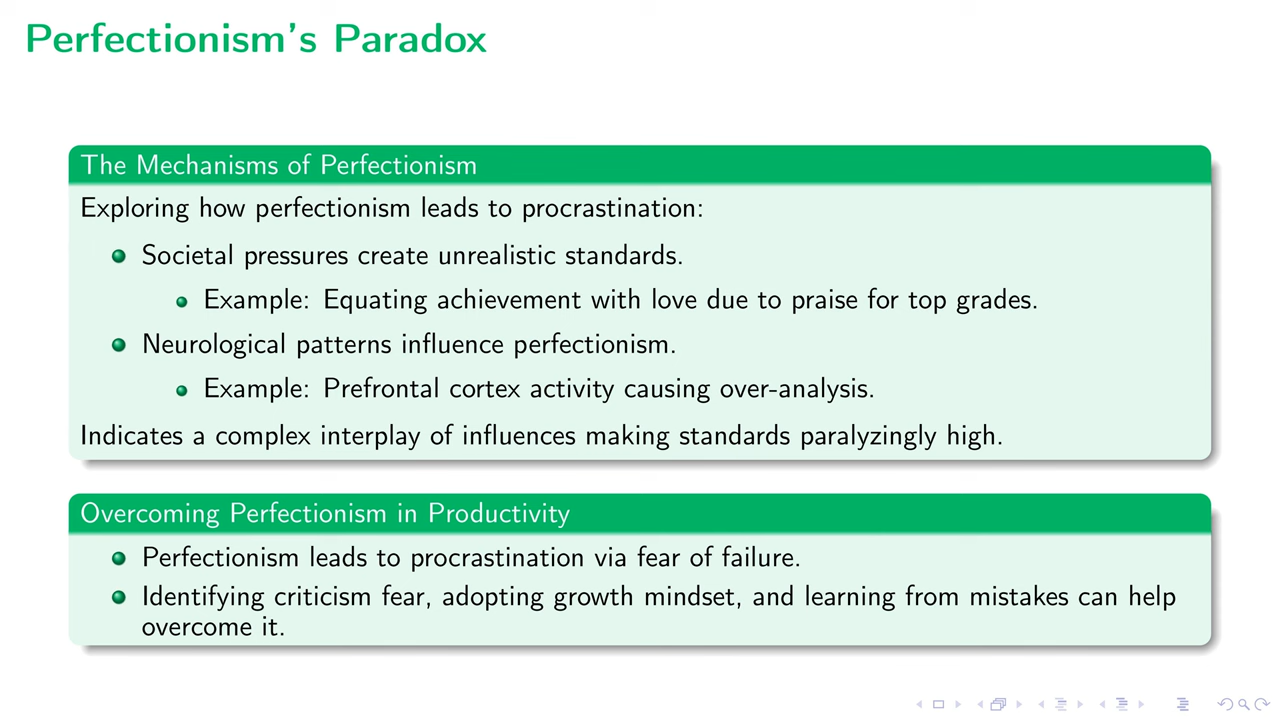 Perfectionism's Paradox
The Mechanisms of Perfectionism
Exploring how perfectionism leads to procrastination:
Societal pressures create unrealistic standards.
Example: Equating achievement with love due to praise for top grades.
Neurological patterns influence perfectionism.
Example: Prefrontal cortex activity causing over-analysis.
Indicates a complex interplay of influences making standards paralyzingly high.
Overcoming Perfectionism in Productivity
Perfectionism leads to procrastination via fear of failure.
Identifying criticism fear, adopting growth mindset, and learning from mistakes can help
overcome it.